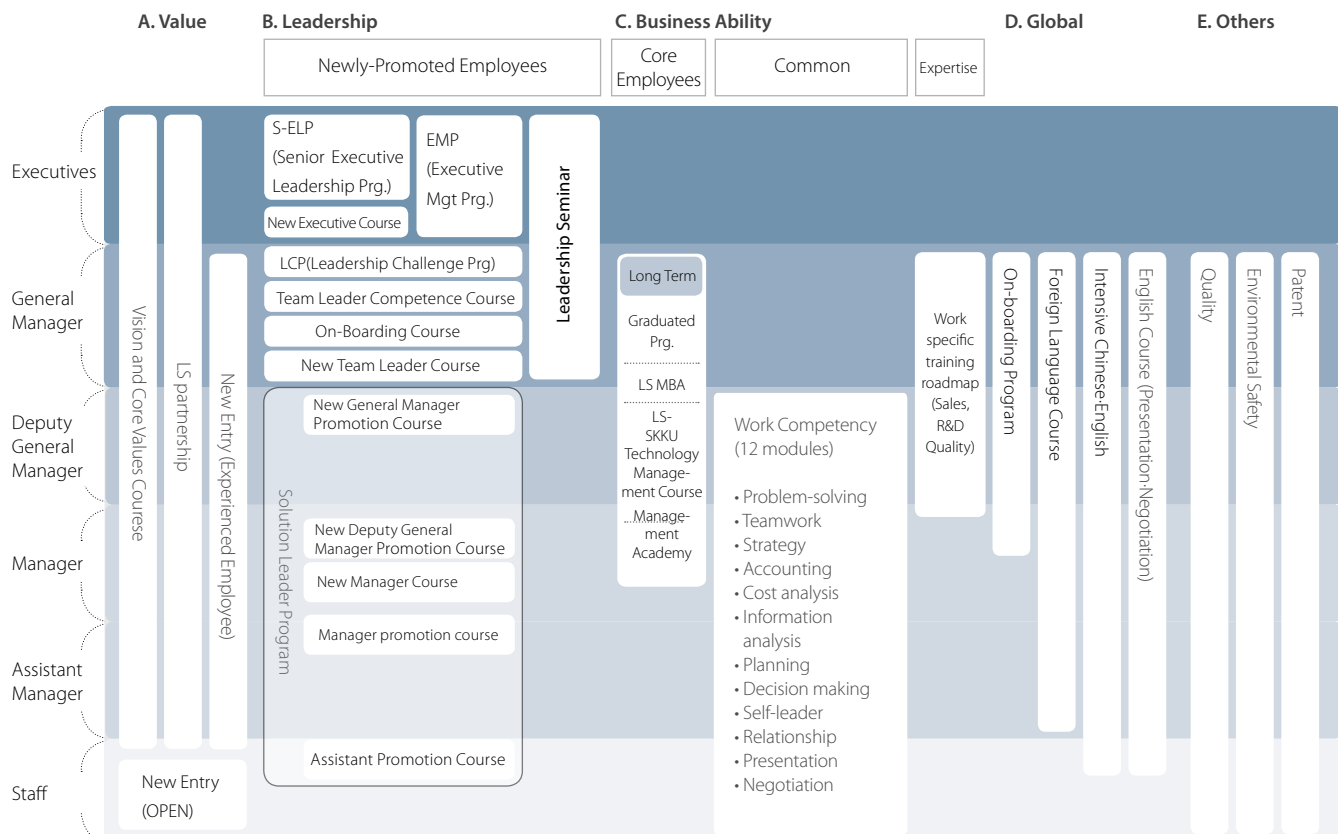 A. Value
B. Leadership
C. Business Ability
D. Global
E. Others
Newly-Promoted Employees
Core
Employees
Common
Expertise
Executives
General
Manager
Deputy
General
Manager
Manager
Assistant
Manager
Staff
Vision and Core Values Courese
LS partnership
New Entry (Experienced Employee)
New Entry
(OPEN)
S-ELP
(Senior Executive
Leadership Prg.)
New Executive Course
EMP
(Executive
Mgt Prg.)
Leadership Seminar
LCP(Leadership Challenge Prg)
Team Leader Competence Course
On-Boarding Course
New Team Leader Course
Solution Leader Program
New General Manager
Promotion Course
New Deputy General
Manager Promotion Course
New Manager Course
Manager promotion course
Assistant Promotion Course
Long Term
Graduated
Prg.
LS MBA
LS-
SKKU
Technology
Manage-
ment Course
Manage-
ment
Academy
Work Competency
(12 modules)
• Problem-solving
• Teamwork
• Strategy
• Accounting
• Cost analysis
• Information
analysis
• Planning
• Decision making
• Self-leader
• Relationship
• Presentation
• Negotiation
Work
specific
training
roadmap
(Sales,
R&D
Quality)
On-boarding Program
Foreign Language Course
Intensive Chinese·English
English Course (Presentation·Negotiation)
Quality
Environmental Safety
Patent